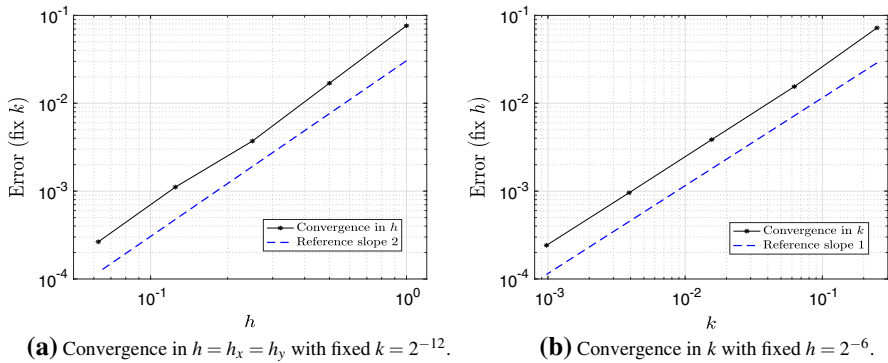 10^{-1}
10^{-2}
10^{-3}
10^{-4}
Error (fix k)
10^{-1}
10^{0}
h
Convergence in h
Reference slope 2
(a) Convergence in h = h_x = h_y with fixed k = 2^{-12}.
10^{-1}
10^{-2}
10^{-3}
10^{-4}
Error (fix h)
10^{-3}
10^{-2}
10^{-1}
k
Convergence in k
Reference slope 1
(b) Convergence in k with fixed h = 2^{-6}.